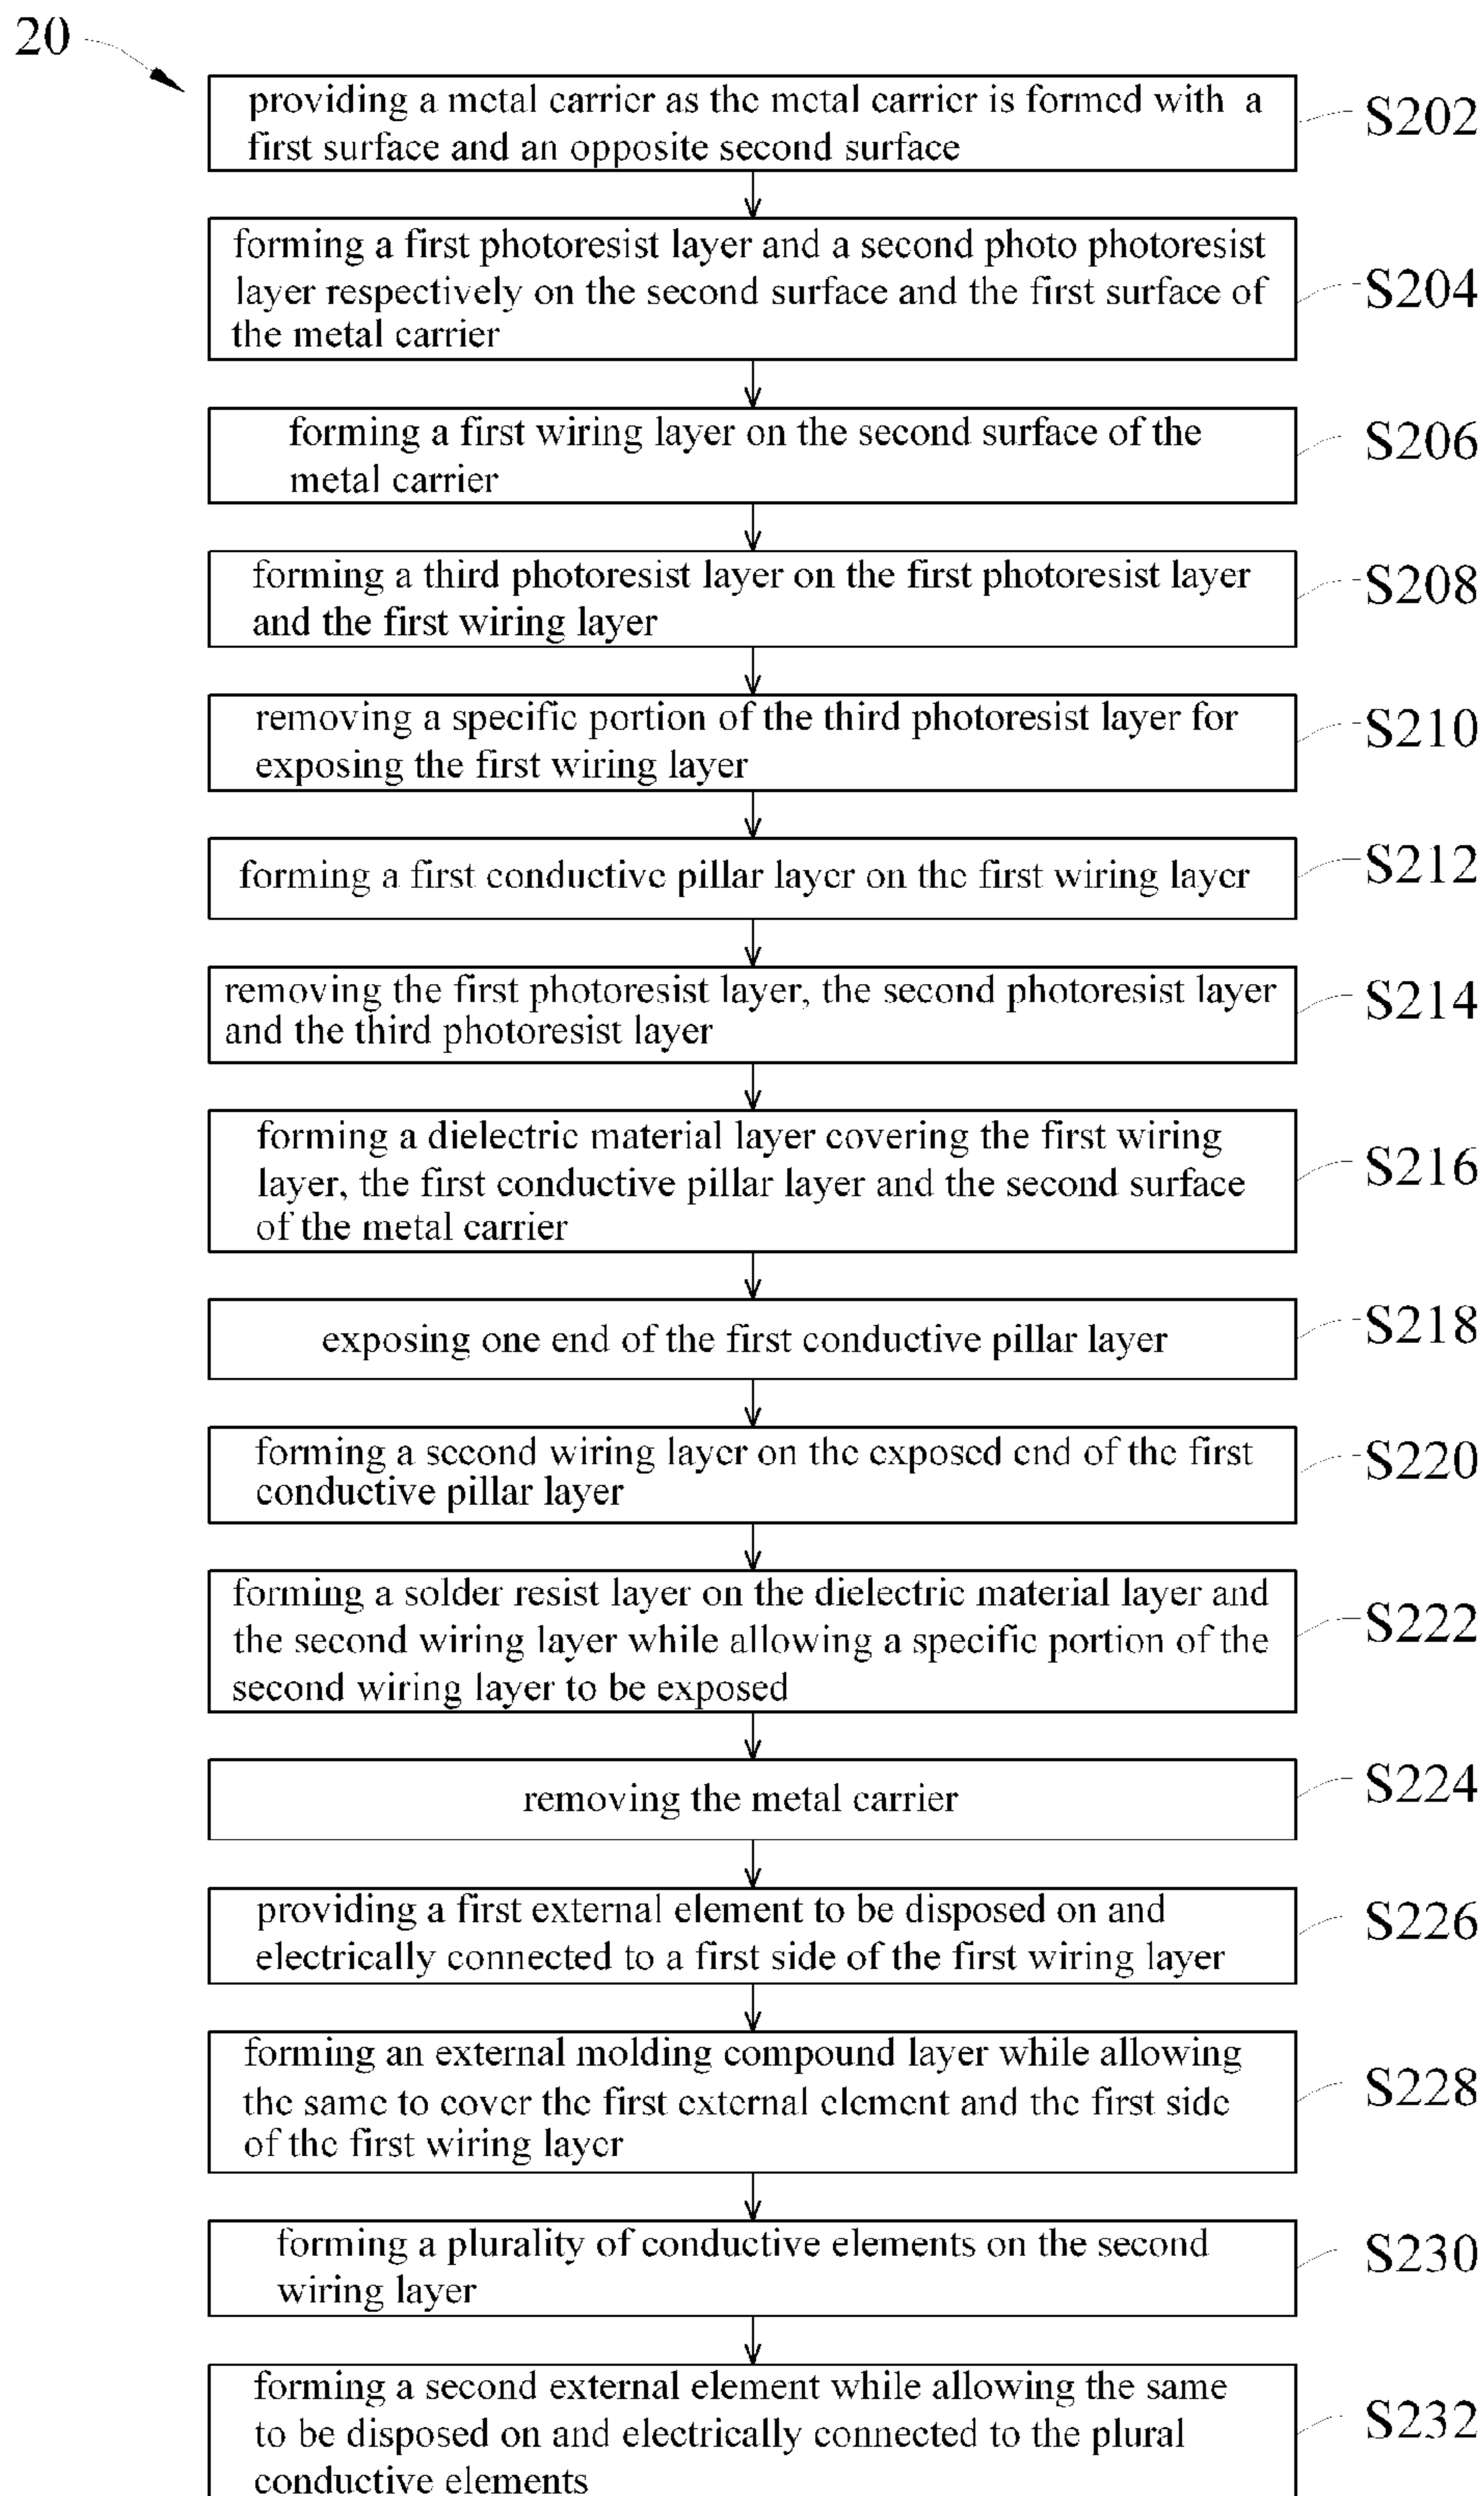 20
providing a metal carrier as the metal carrier is formed with a
first surface and an opposite second surface
S202
forming a first photoresist layer and a second photo photoresist
layer respectively on the second surface and the first surface of
the metal carrier
S204
forming a first wiring layer on the second surface of the
metal carrier
S206
forming a third photoresist layer on the first photoresist layer
and the first wiring layer
S208
removing a specific portion of the third photoresist layer for
exposing the first wiring layer
S210
forming a first conductive pillar layer on the first wiring layer
S212
removing the first photoresist layer, the second photoresist layer
and the third photoresist layer
S214
forming a dielectric material layer covering the first wiring
layer, the first conductive pillar layer and the second surface
of the metal carrier
S216
exposing one end of the first conductive pillar layer
S218
forming a second wiring layer on the exposed end of the first
conductive pillar layer
S220
forming a solder resist layer on the dielectric material layer and
the second wiring layer while allowing a specific portion of the
second wiring layer to be exposed
S222
removing the metal carrier
S224
providing a first external element to be disposed on and
electrically connected to a first side of the first wiring layer
S226
forming an external molding compound layer while allowing
the same to cover the first external element and the first side
of the first wiring layer
S228
forming a plurality of conductive elements on the second
wiring layer
S230
forming a second external element while allowing the same
to be disposed on and electrically connected to the plural
conductive elements
S232